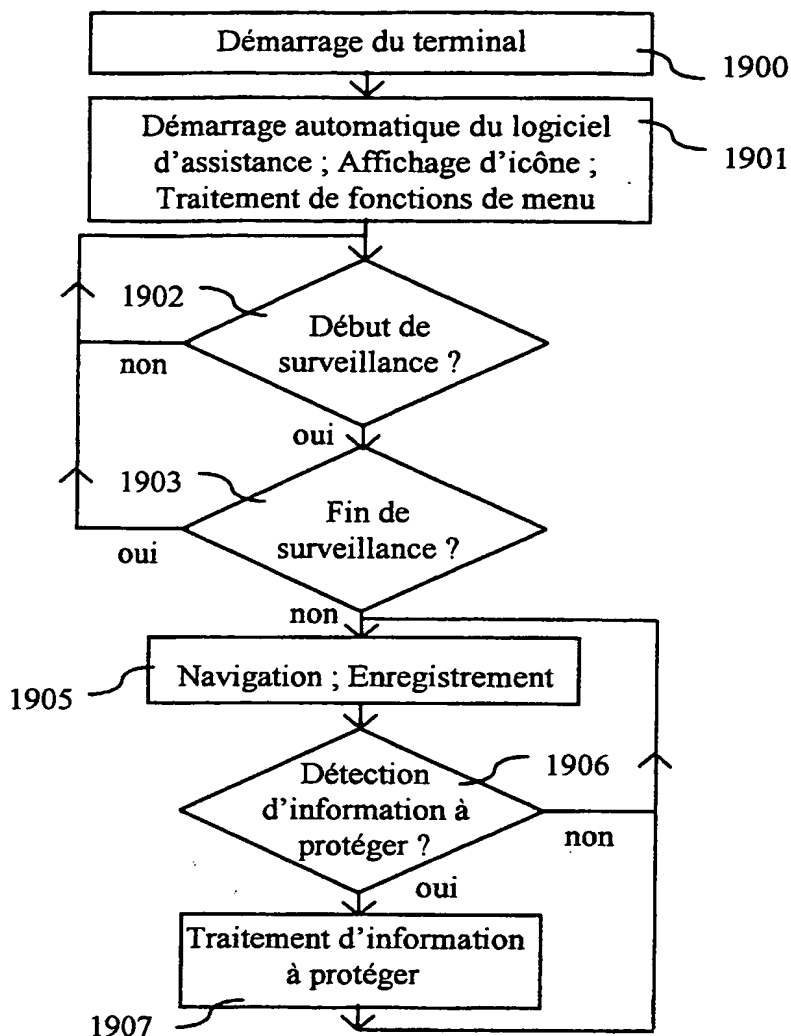 Démarrage du terminal
1900
Démarrage automatique du logiciel
d'assistance ; Affichage d'icône ;
Traitement de fonctions de menu
1901
1902
Début de
surveillance ?
non
oui
1903
Fin de
surveillance ?
oui
non
Navigation ; Enregistrement
1905
Détection
d'information à
protéger ?
1906
non
oui
Traitement d'information
à protéger
1907